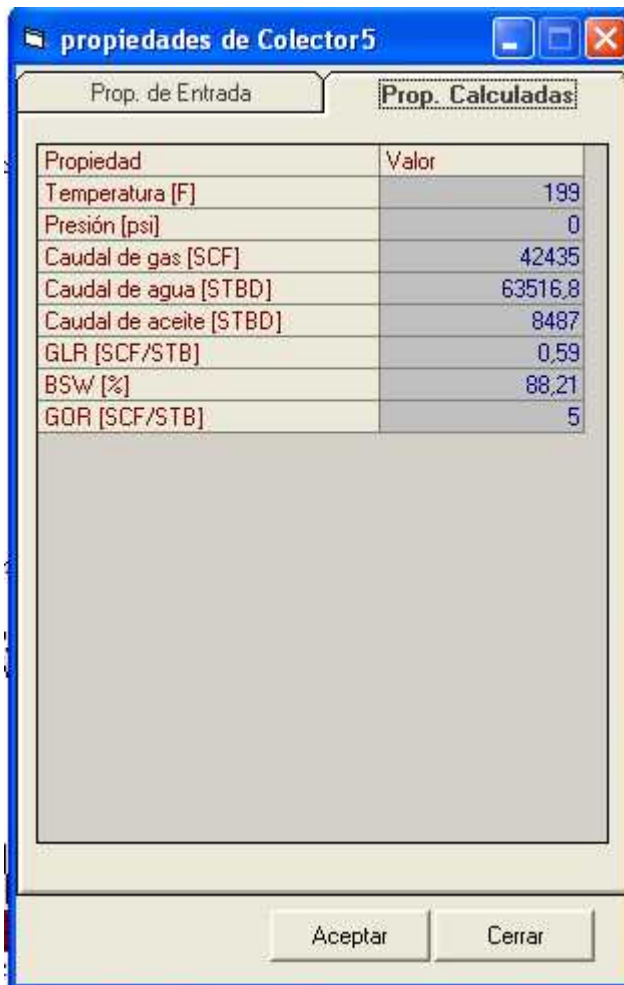 propiedades de Colector5
Prop. de Entrada Prop. Calculadas
Propiedad Valor
Temperatura [F] 199
Presión [psi] 0
Caudal de gas [SCF] 42435
Caudal de agua [STBD] 63516,8
Caudal de aceite [STBD] 8487
GLR [SCF/STB] 0,59
BSW [%] 88,21
GOR [SCF/STB] 5
Aceptar Cerrar